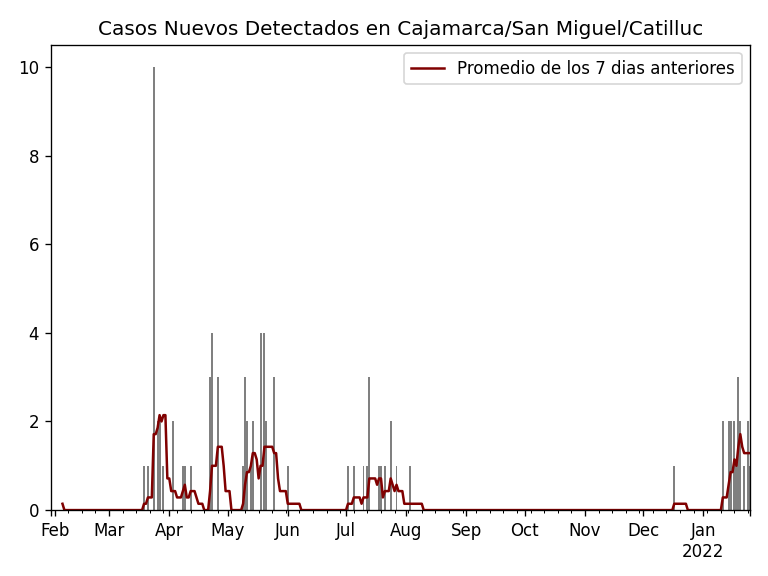 Casos Nuevos Detectados en Cajamarca/San Miguel/Catilluc
Promedio de los 7 dias anteriores
10
8
6
4
2
0
Feb Mar Apr May Jun Jul Aug Sep Oct Nov Dec Jan
2022